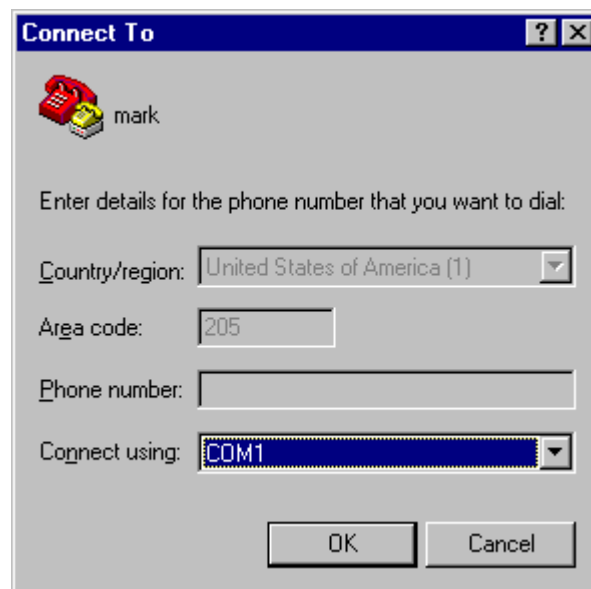 Connect To
mark
Enter details for the phone number that you want to dial:
Country/region: United States of America (1)
Area code: 205
Phone number:
Connect using: COM1
OK Cancel